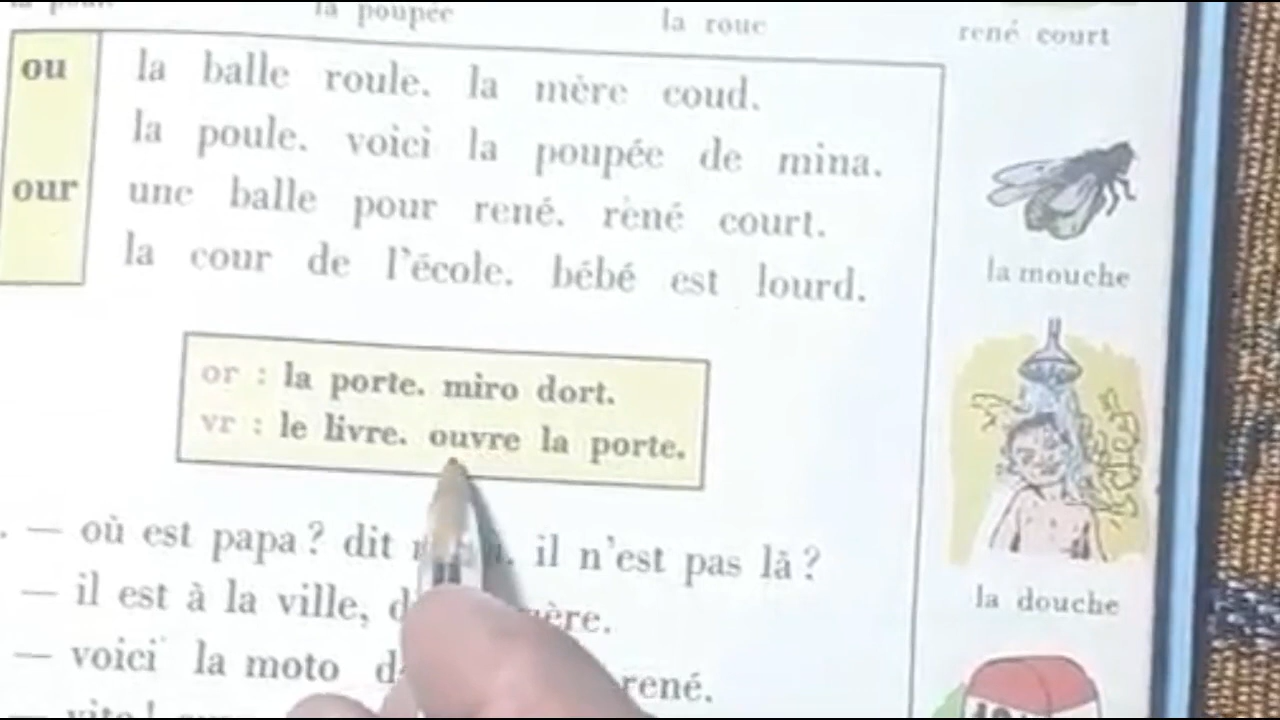 la poupée
la roue
rené court
ou
la balle roule. la mère coud.
la poule. voici la poupée de mina.
our
une balle pour rené. rené court.
la cour de l'école. bébé est lourd.
la mouche
or : la porte. miro dort.
vr : le livre. ouvre la porte.
— où est papa ? dit il n'est pas là ?
— il est à la ville,
la douche
— voici la moto rené.
— vite !